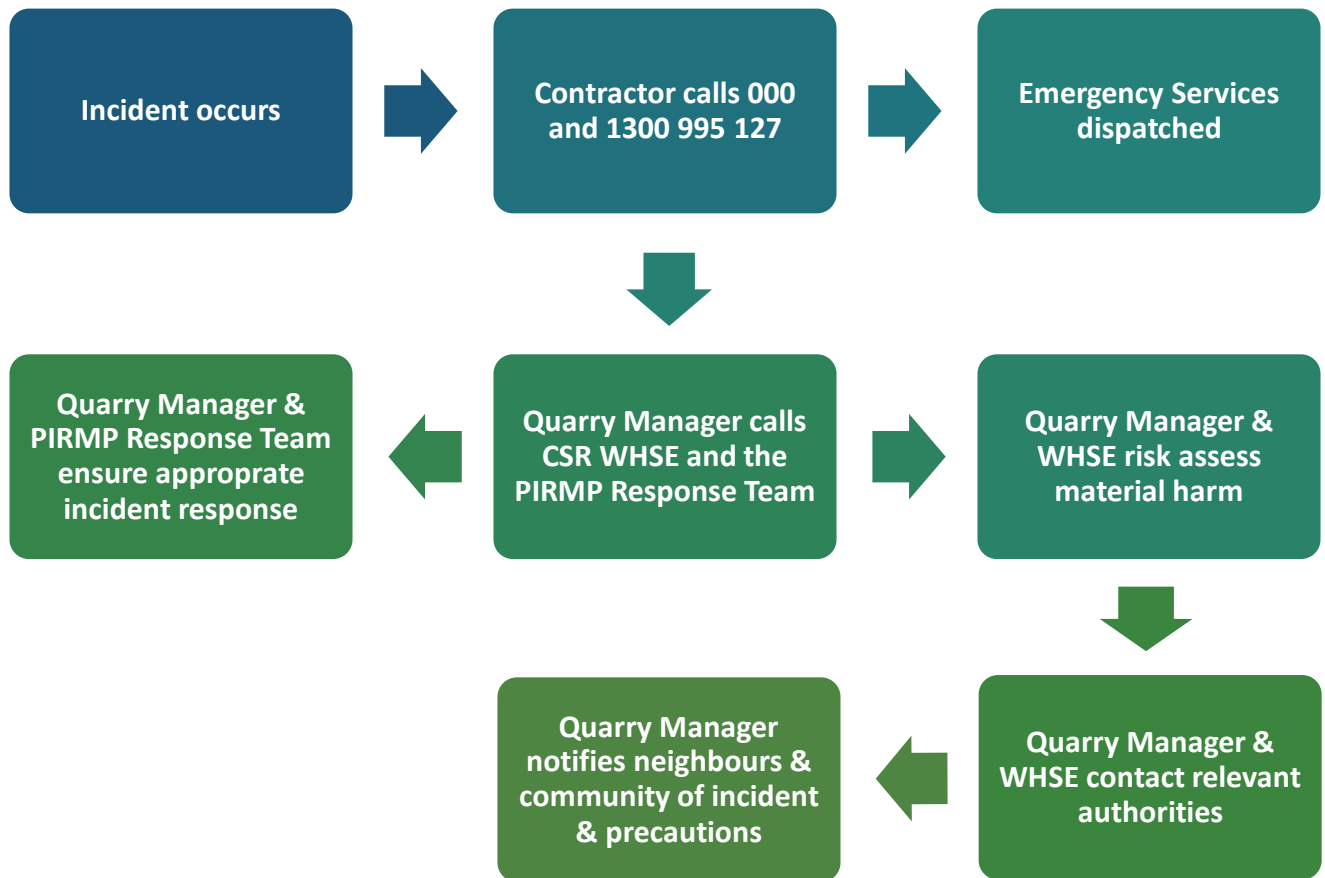 Incident occurs
Contractor calls 000
and 1300 995 127
Emergency Services
dispatched
Quarry Manager &
PIRMP Response Team
ensure approprate
incident response
Quarry Manager calls
CSR WHSE and the
PIRMP Response Team
Quarry Manager &
WHSE risk assess
material harm
Quarry Manager
notifies neighbours &
community of incident
& precautions
Quarry Manager &
WHSE contact relevant
authorities